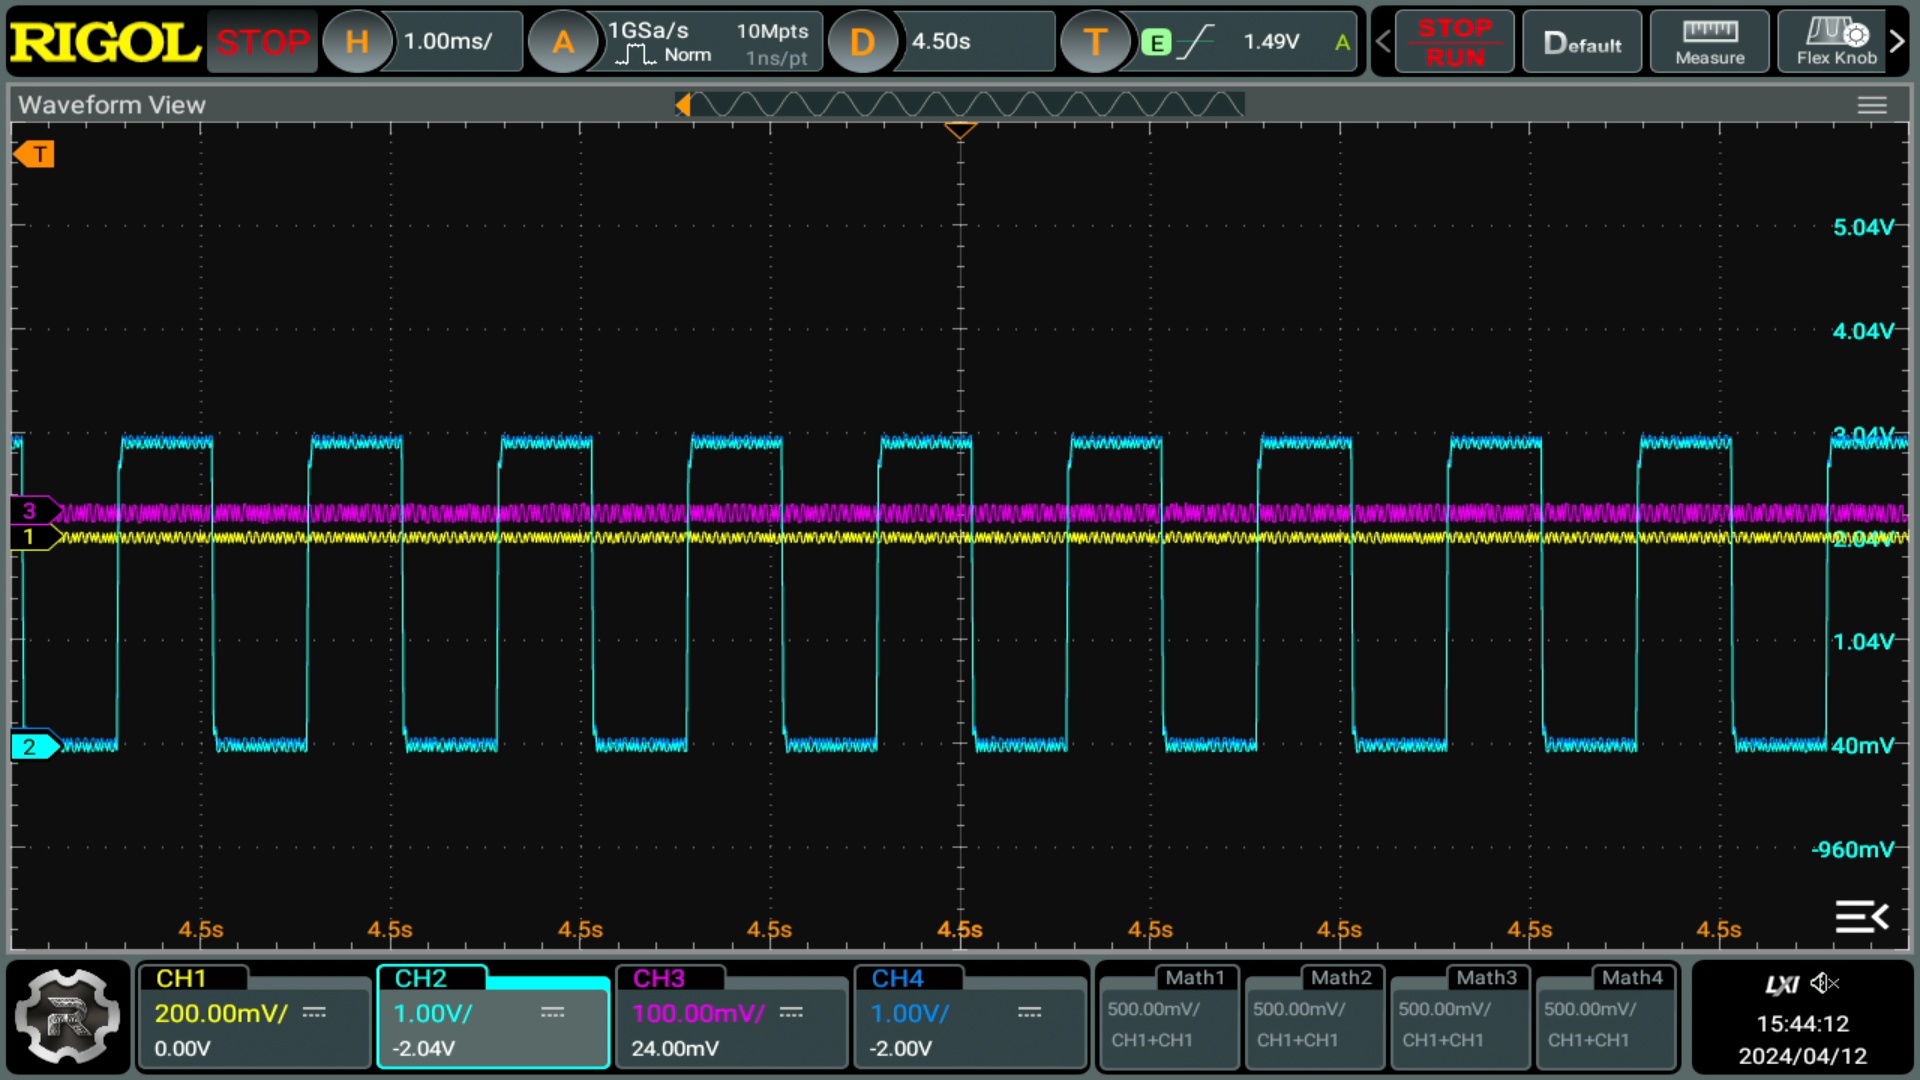 RIGOL STOP H 1.00ms/ A 1GSa/s 10Mpts D 4.50s T E 1.49V A STOP Default Measure Flex Knob
Norm 1ns/pt RUN
Waveform View
T
5.04V
4.04V
3.04V
3
1 2.04V
1.04V
2 40mV
-960mV
4.5s 4.5s 4.5s 4.5s 4.5s 4.5s 4.5s 4.5s 4.5s
CH1 CH2 CH3 CH4 Math1 Math2 Math3 Math4 LXI
200.00mV/ 1.00V/ 100.00mV/ 1.00V/ 500.00mV/ 500.00mV/ 500.00mV/ 500.00mV/ 15:44:12
0.00V -2.04V 24.00mV -2.00V CH1+CH1 CH1+CH1 CH1+CH1 CH1+CH1 2024/04/12
R